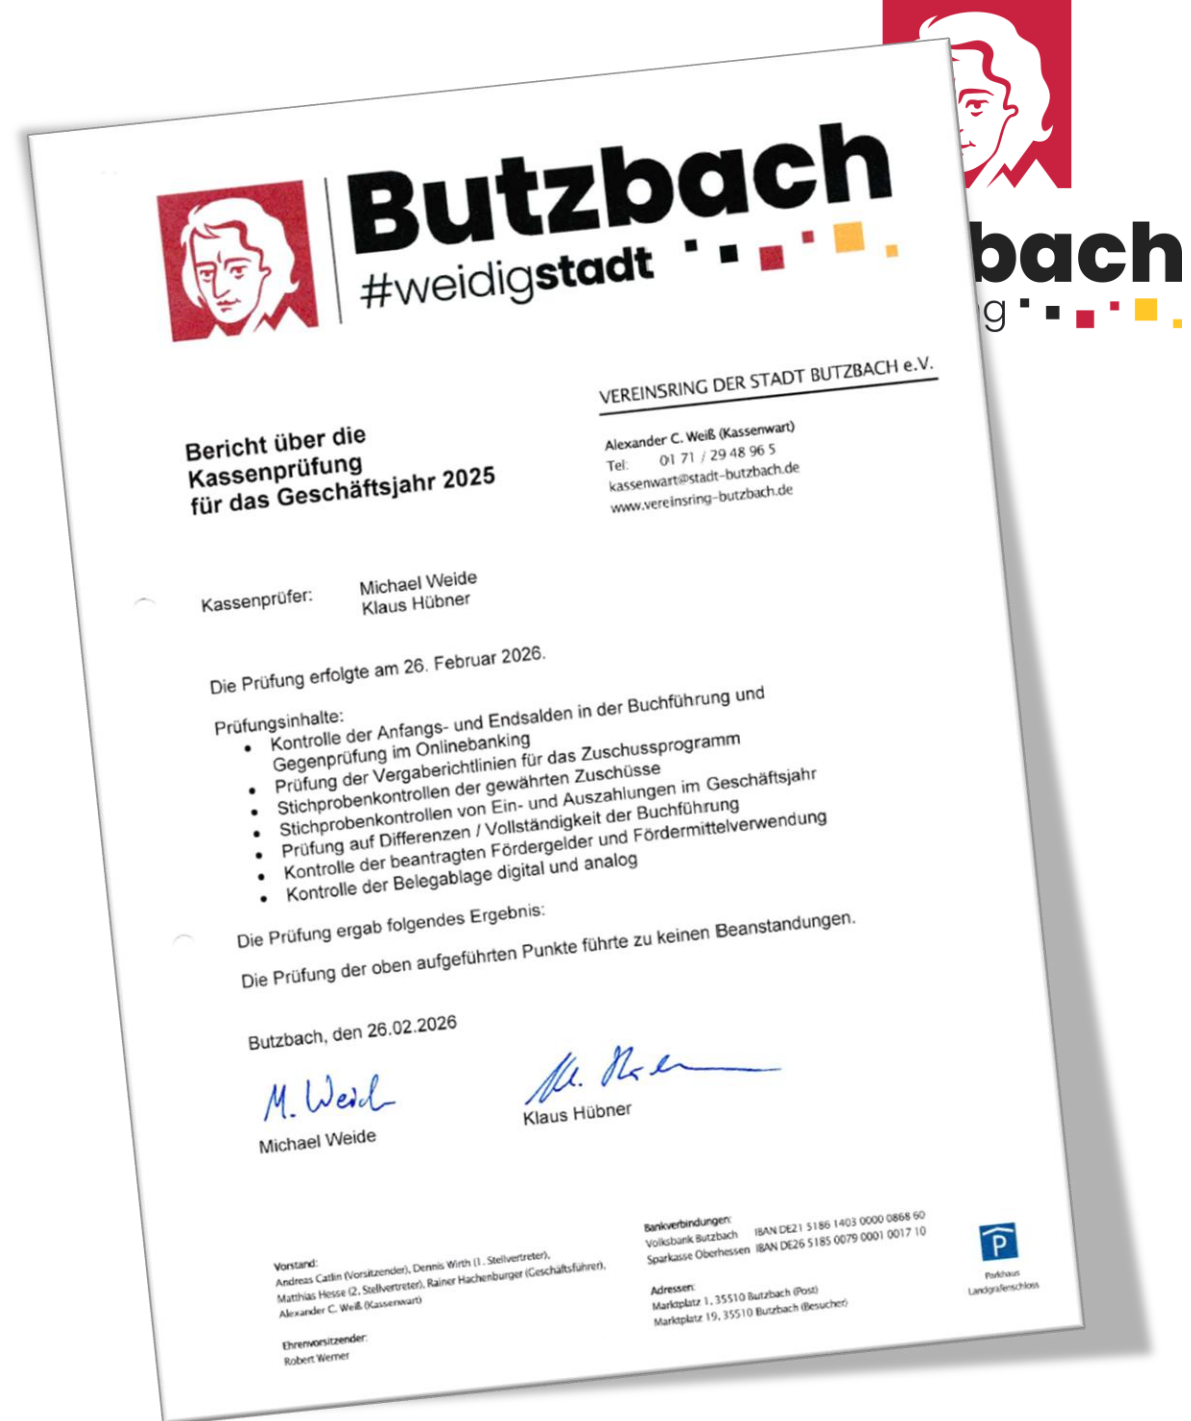 Butzbach
#weidigstadt
bach
g
VEREINSRING DER STADT BUTZBACH e.V.
Alexander C. Weiß (Kassenwart)
Tel: 01 71 / 29 48 96 5
kassenwart@stadt-butzbach.de
www.vereinsring-butzbach.de
Bericht über die
Kassenprüfung
für das Geschäftsjahr 2025
Kassenprüfer: Michael Weide
Klaus Hübner
Die Prüfung erfolgte am 26. Februar 2026.
Prüfungsinhalte:
• Kontrolle der Anfangs- und Endsalden in der Buchführung und
Gegenprüfung im Onlinebanking
• Prüfung der Vergaberichtlinien für das Zuschussprogramm
• Stichprobenkontrollen der gewährten Zuschüsse
• Stichprobenkontrollen von Ein- und Auszahlungen im Geschäftsjahr
• Prüfung auf Differenzen / Vollständigkeit der Buchführung
• Kontrolle der beantragten Fördergelder und Fördermittelverwendung
• Kontrolle der Belegablage digital und analog
Die Prüfung ergab folgendes Ergebnis:
Die Prüfung der oben aufgeführten Punkte führte zu keinen Beanstandungen.
Butzbach, den 26.02.2026
M. Weide
Michael Weide
Klaus Hübner
Vorstand:
Andreas Catlin (Vorsitzender), Dennis Wirth (1. Stellvertreter),
Matthias Hesse (2. Stellvertreter), Rainer Hachenburger (Geschäftsführer),
Alexander C. Weiß (Kassenwart)
Ehrenvorsitzender:
Robert Werner
Bankverbindungen:
Volksbank Butzbach IBAN DE21 5186 1403 0000 0868 60
Sparkasse Oberhessen IBAN DE26 5185 0079 0001 0017 10
Adressen:
Marktplatz 1, 35510 Butzbach (Post)
Marktplatz 19, 35510 Butzbach (Besucher)
P
Parkhaus
Landgrafenschloss